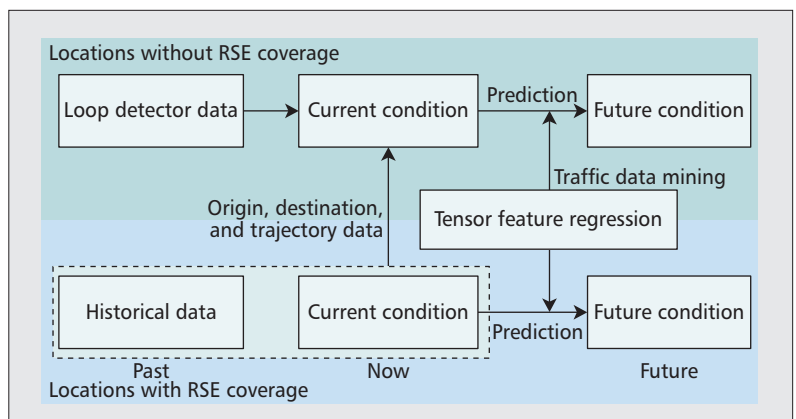 Locations without RSE coverage
Loop detector data
Current condition
Prediction
Future condition
Traffic data mining
Origin, destination,
and trajectory data
Tensor feature regression
Historical data
Current condition
Prediction
Future condition
Past
Now
Future
Locations with RSE coverage